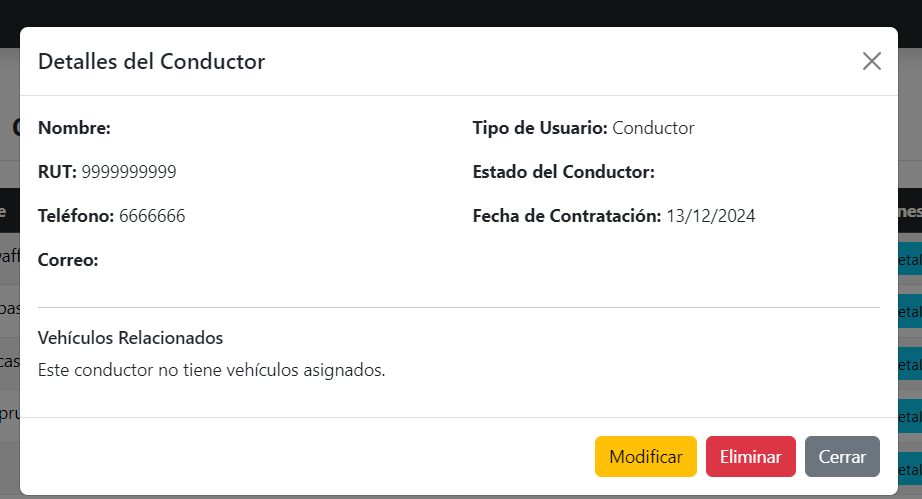 Detalles del Conductor
Nombre:
Tipo de Usuario: Conductor
RUT: 9999999999
Estado del Conductor:
Teléfono: 6666666
Fecha de Contratación: 13/12/2024
Correo:
Vehículos Relacionados
Este conductor no tiene vehículos asignados.
Modificar Eliminar Cerrar